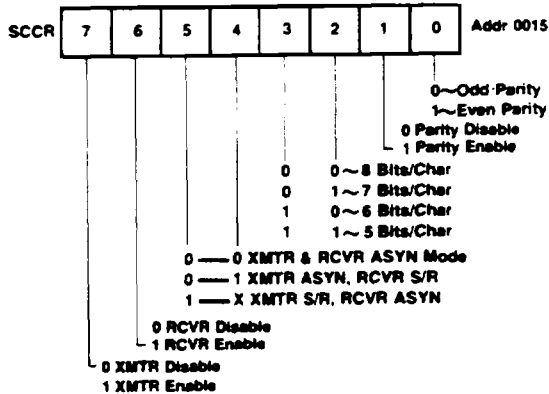 SCCR 7 6 5 4 3 2 1 0 Addr 0015
0~Odd Parity
1~Even Parity
0 Parity Disable
1 Parity Enable
0 0~8 Bits/Char
0 1~7 Bits/Char
1 0~6 Bits/Char
1 1~5 Bits/Char
0 — 0 XMTR & RCVR ASYN Mode
0 — 1 XMTR ASYN, RCVR S/R
1 — X XMTR S/R, RCVR ASYN
0 RCVR Disable
1 RCVR Enable
0 XMTR Disable
1 XMTR Enable